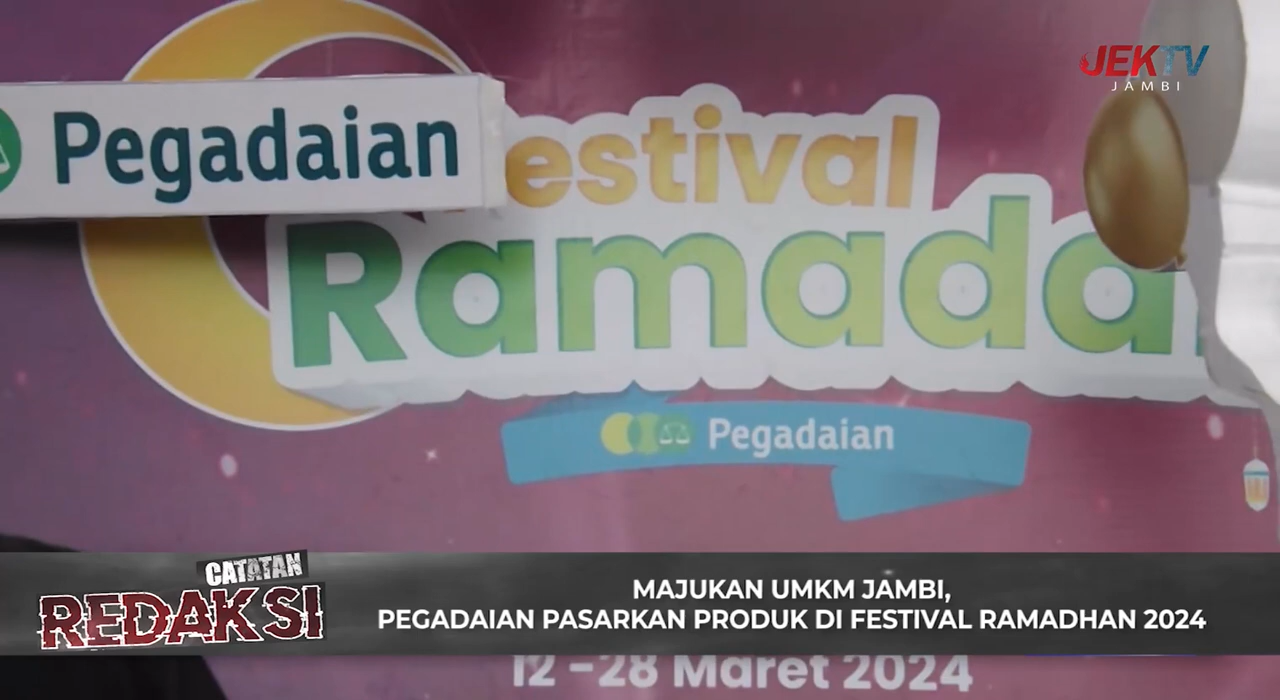 JEKTV
JAMBI
Pegadaian
Festival
Ramada
Pegadaian
CATATAN
REDAKSI
MAJUKAN UMKM JAMBI,
PEGADAIAN PASARKAN PRODUK DI FESTIVAL RAMADHAN 2024
12 -28 Maret 2024